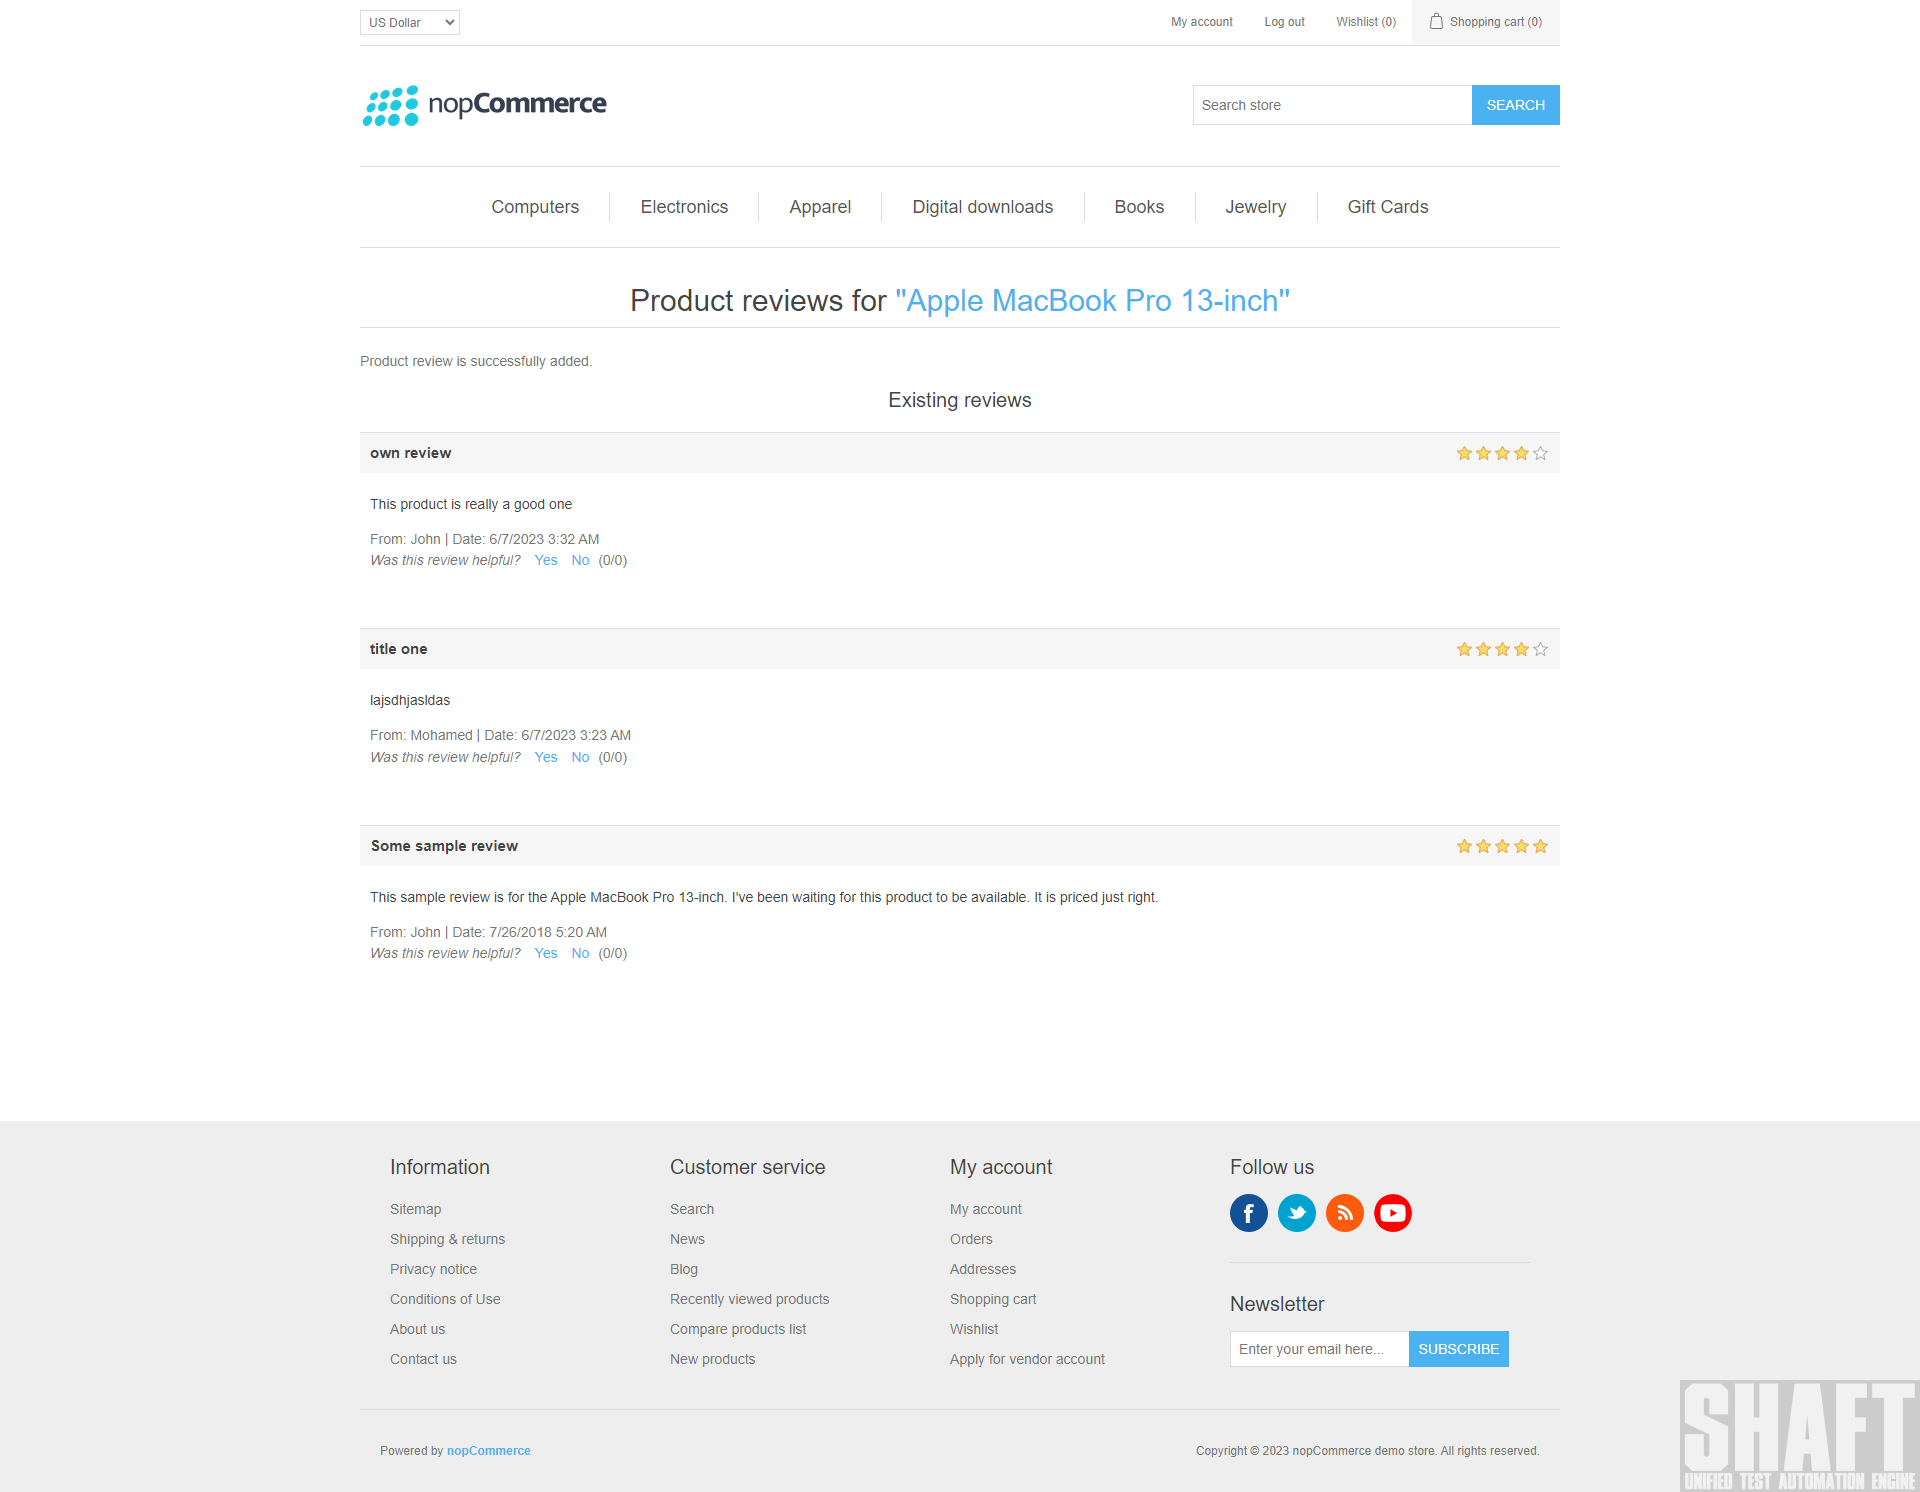 US Dollar My account Log out Wishlist (0) Shopping cart (0)
nopCommerce
Search store SEARCH
Computers Electronics Apparel Digital downloads Books Jewelry Gift Cards
Product reviews for "Apple MacBook Pro 13-inch"
Product review is successfully added.
Existing reviews
own review
This product is really a good one
From: John | Date: 6/7/2023 3:32 AM
Was this review helpful? Yes No (0/0)
title one
lajsdhjasldas
From: Mohamed | Date: 6/7/2023 3:23 AM
Was this review helpful? Yes No (0/0)
Some sample review
This sample review is for the Apple MacBook Pro 13-inch. I've been waiting for this product to be available. It is priced just right.
From: John | Date: 7/26/2018 5:20 AM
Was this review helpful? Yes No (0/0)
Information
Sitemap
Shipping & returns
Privacy notice
Conditions of Use
About us
Contact us
Customer service
Search
News
Blog
Recently viewed products
Compare products list
New products
My account
My account
Orders
Addresses
Shopping cart
Wishlist
Apply for vendor account
Follow us
Newsletter
Enter your email here... SUBSCRIBE
Powered by nopCommerce
Copyright © 2023 nopCommerce demo store. All rights reserved.
SHAFT
UNIFIED TEST AUTOMATION ENGINE